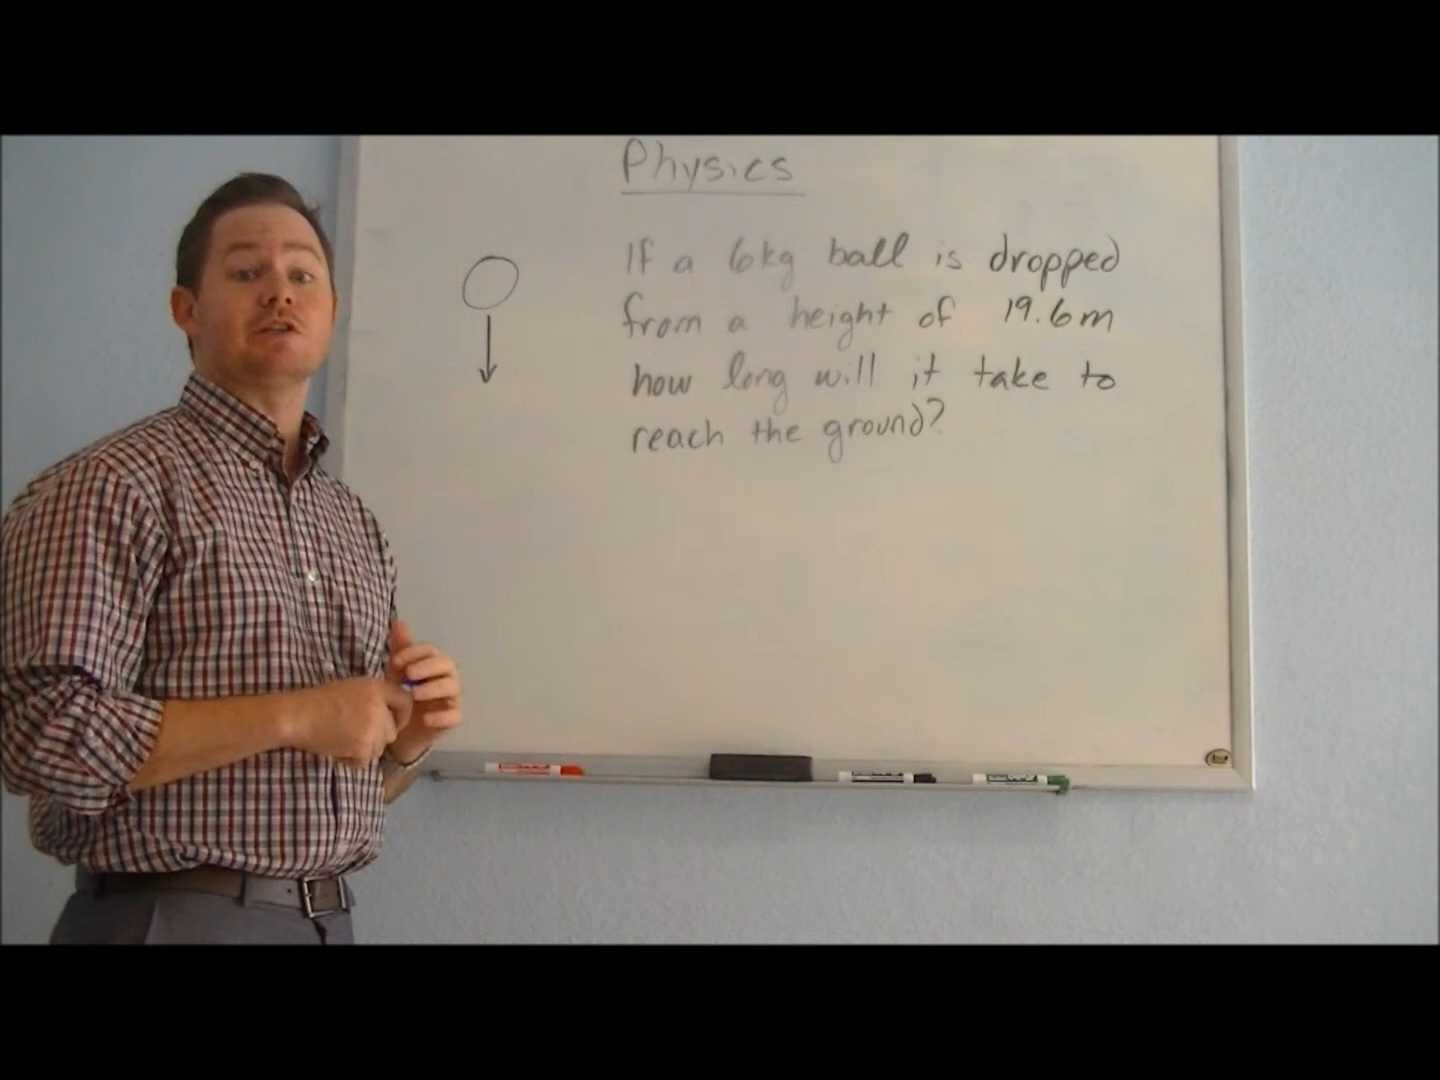 Physics
If a 6kg ball is dropped
from a height of 19.6m
how long will it take to
reach the ground?